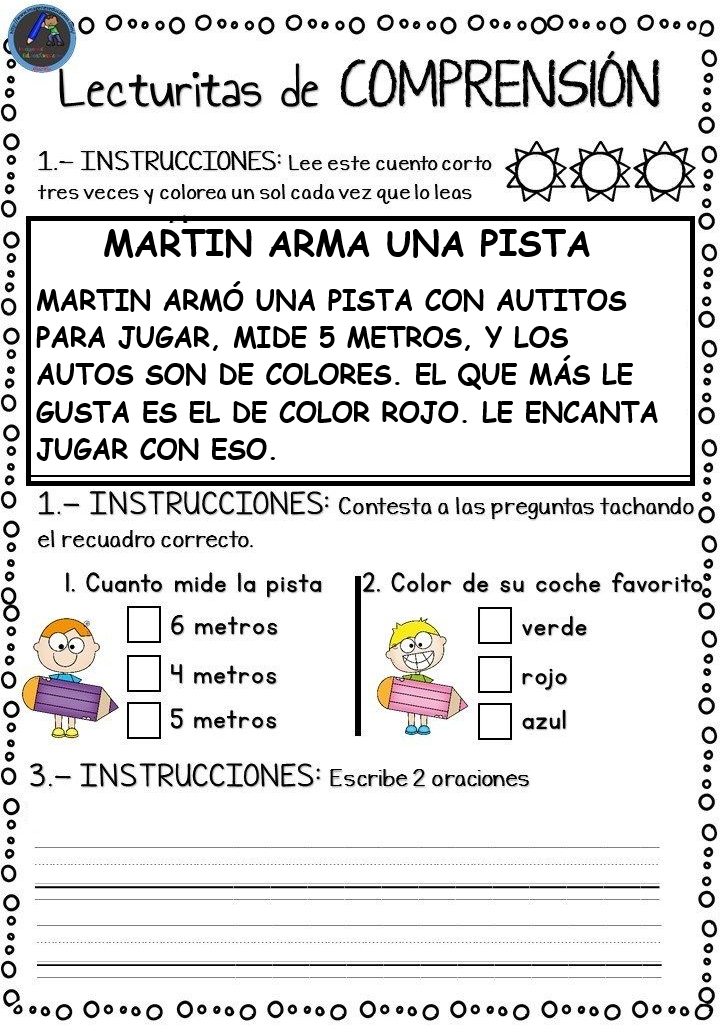 Lecturitas de COMPRENSIÓN
1.- INSTRUCCIONES: Lee este cuento corto
tres veces y colorea un sol cada vez que lo leas
MARTIN ARMA UNA PISTA
MARTIN ARMÓ UNA PISTA CON AUTITOS
PARA JUGAR, MIDE 5 METROS, Y LOS
AUTOS SON DE COLORES. EL QUE MÁS LE
GUSTA ES EL DE COLOR ROJO. LE ENCANTA
JUGAR CON ESO.
1.- INSTRUCCIONES: Contesta a las preguntas tachando
el recuadro correcto.
1. Cuanto mide la pista
6 metros
4 metros
5 metros
2. Color de su coche favorito
verde
rojo
azul
3.- INSTRUCCIONES: Escribe 2 oraciones